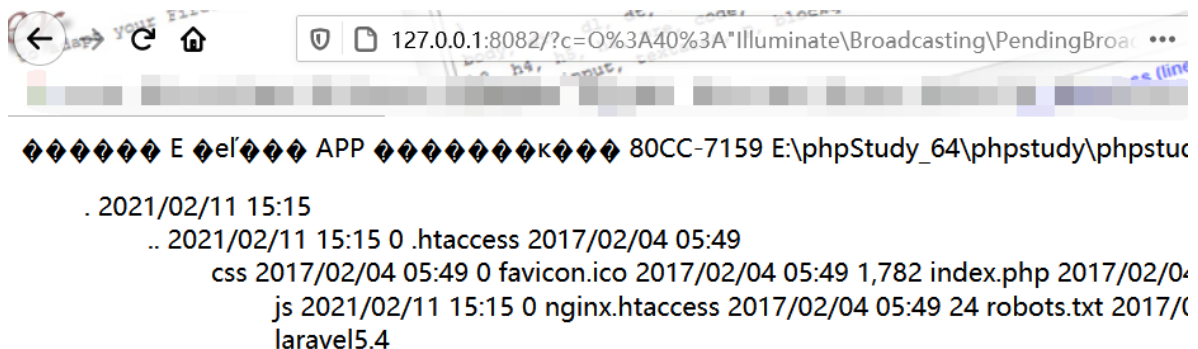 127.0.0.1:8082/?c=O%3A40%3A"Illuminate\Broadcasting\PendingBroa
������ E �eľ��� APP �������к��� 80CC-7159 E:\phpStudy_64\phpstudy\phpstud
. 2021/02/11 15:15
.. 2021/02/11 15:15 0 .htaccess 2017/02/04 05:49
css 2017/02/04 05:49 0 favicon.ico 2017/02/04 05:49 1,782 index.php 2017/02/04
js 2021/02/11 15:15 0 nginx.htaccess 2017/02/04 05:49 24 robots.txt 2017/0
laravel5.4